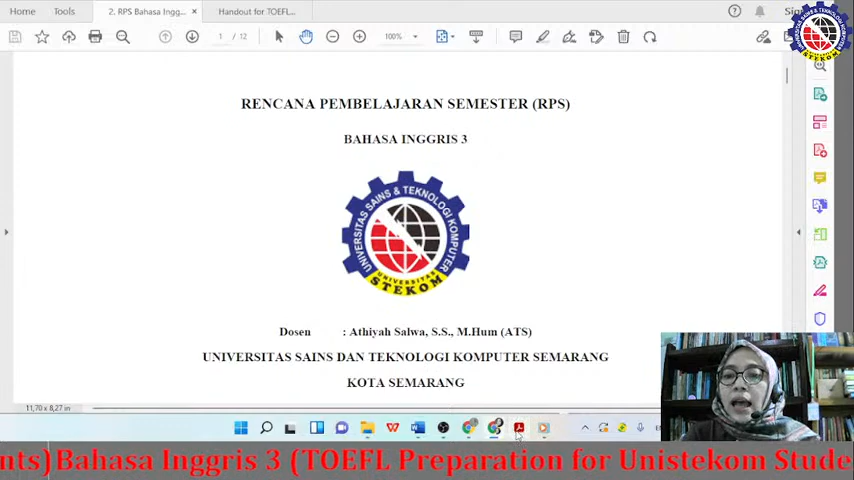 Home Tools 2. RPS Bahasa Ingg... × Handout for TOEFL...
1 / 12 100%
RENCANA PEMBELAJARAN SEMESTER (RPS)
BAHASA INGGRIS 3
UNIVERSITAS SAINS & TEKNOLOGI KOMPUTER
UNIVERSITAS
STEKOM
Dosen : Athiyah Salwa, S.S., M.Hum (ATS)
UNIVERSITAS SAINS DAN TEKNOLOGI KOMPUTER SEMARANG
KOTA SEMARANG
11,70 x 8,27 in
nts)Bahasa Inggris 3 (TOEFL Preparation for Unistekom Stude